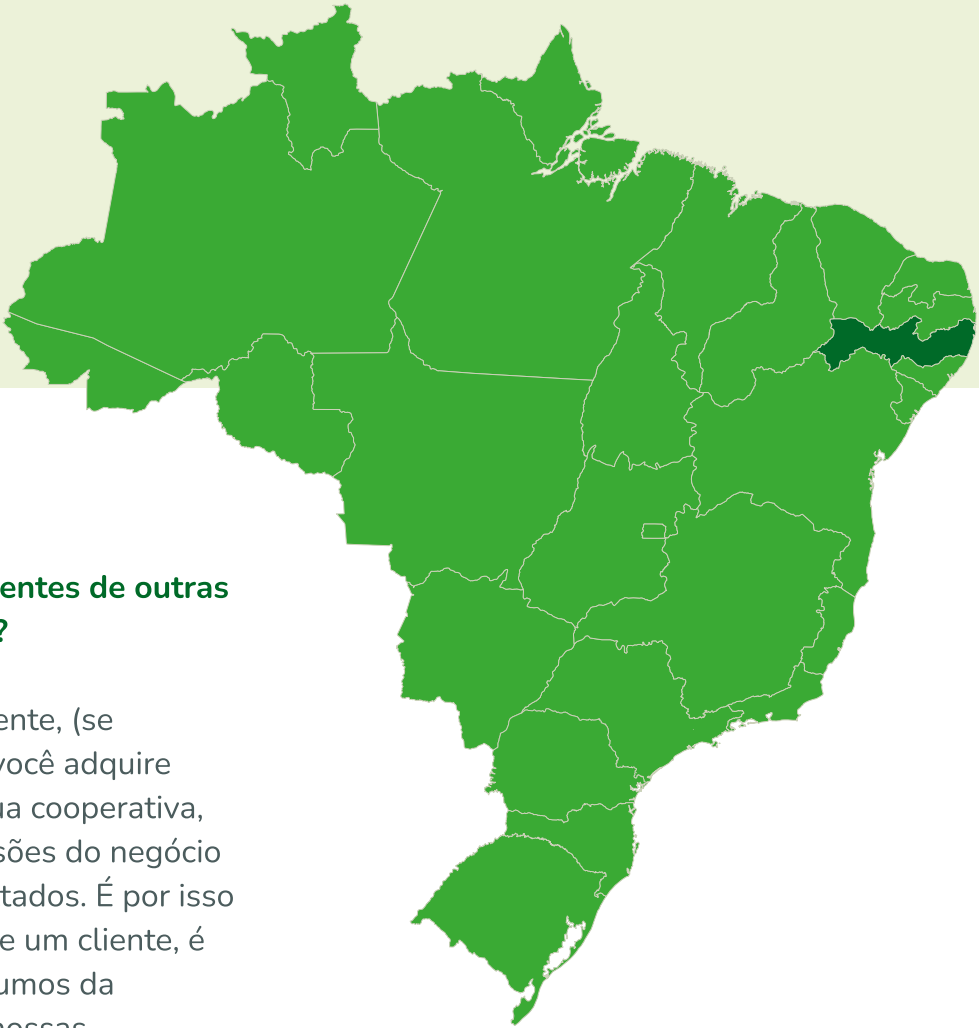 entes de outras
?
ente, (se
você adquire
ua cooperativa,
sões do negócio
tados. É por isso
e um cliente, é
umos da
nossas